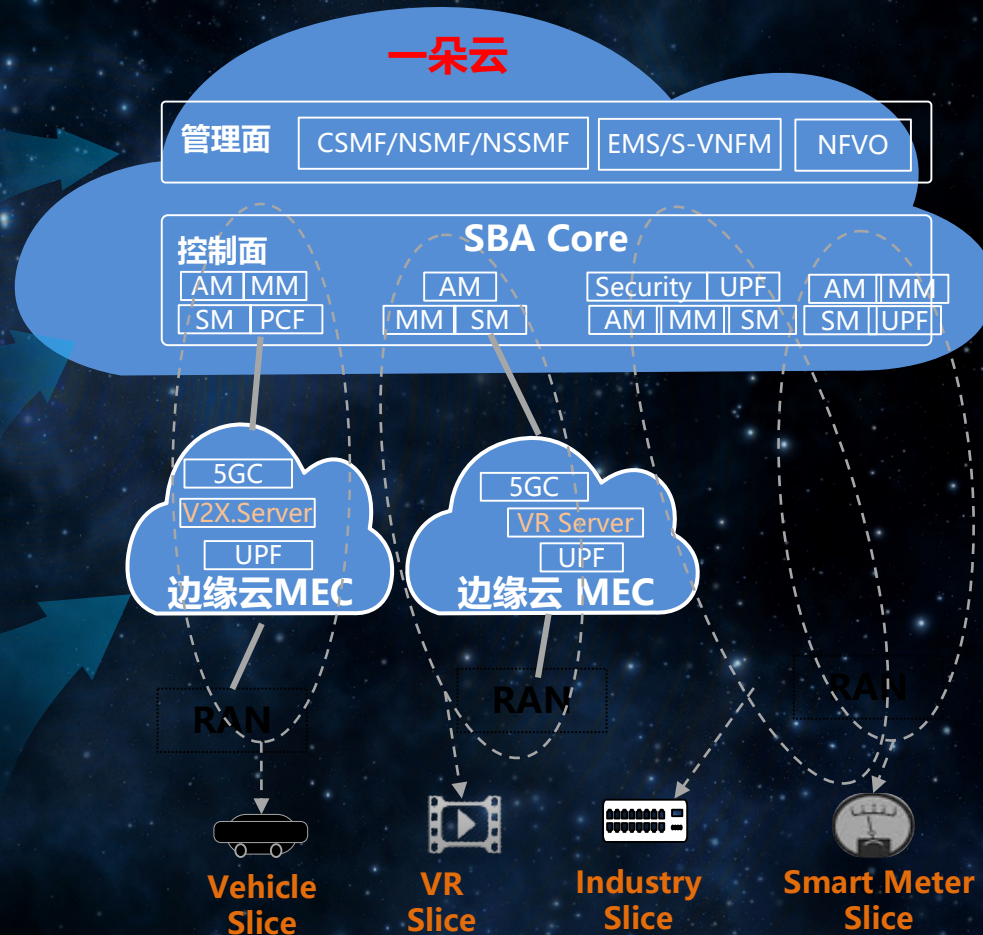 一朵云
管理面
CSMF/NSMF/NSSMF
EMS/S-VNFM
NFVO
控制面
SBA Core
AM MM
SM PCF
AM
MM SM
Security UPF
AM MM SM
AM MM
SM UPF
5GC
V2X.Server
UPF
边缘云MEC
5GC
VR Server
UPF
边缘云 MEC
RAN
RAN
RAN
Vehicle
Slice
VR
Slice
Industry
Slice
Smart Meter
Slice